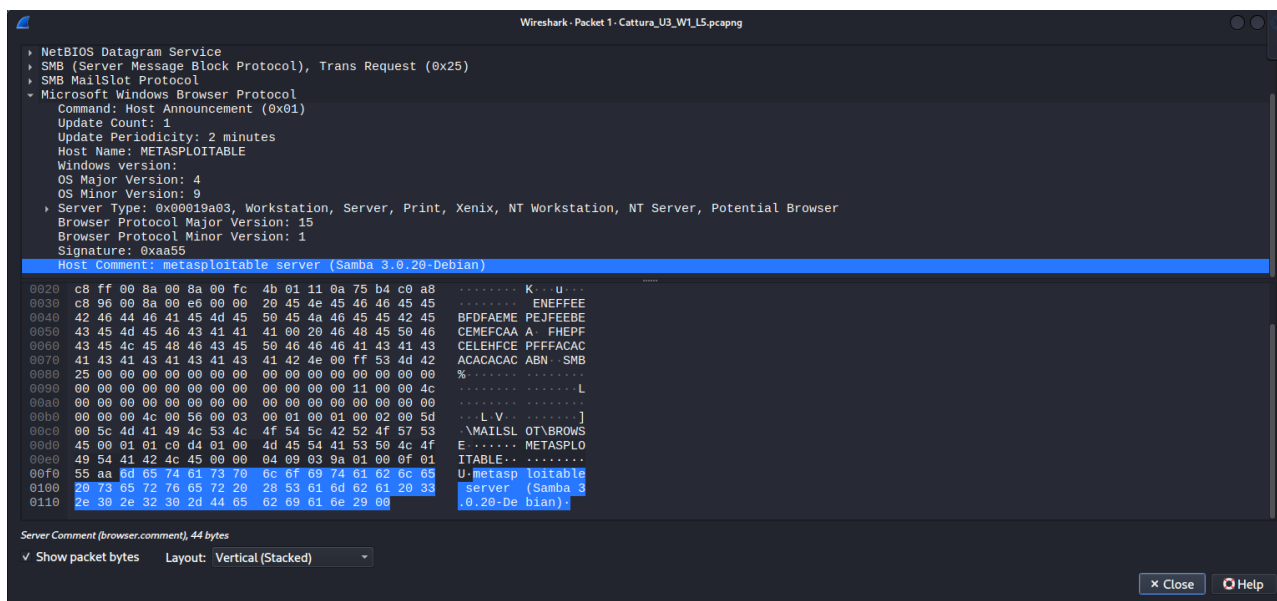 Wireshark · Packet 1 · Cattura_U3_W1_L5.pcapng
NetBIOS Datagram Service
SMB (Server Message Block Protocol), Trans Request (0x25)
SMB MailSlot Protocol
Microsoft Windows Browser Protocol
Command: Host Announcement (0x01)
Update Count: 1
Update Periodicity: 2 minutes
Host Name: METASPLOITABLE
Windows version:
OS Major Version: 4
OS Minor Version: 9
Server Type: 0x00019a03, Workstation, Server, Print, Xenix, NT Workstation, NT Server, Potential Browser
Browser Protocol Major Version: 15
Browser Protocol Minor Version: 1
Signature: 0xaa55
Host Comment: metasploitable server (Samba 3.0.20-Debian)
0020 c8 ff 00 8a 00 8a 00 fc 4b 01 11 0a 75 b4 c0 a8 ········ K···u···
0030 c8 96 00 8a 00 e6 00 00 20 45 4e 45 46 46 45 45 ········ ENEFFEE
0040 42 46 44 46 41 45 4d 45 50 45 4a 46 45 45 42 45 BFDFAEME PEJFEEBE
0050 43 45 4d 45 46 43 41 41 41 00 20 46 48 45 50 46 CEMEFCAA A· FHEPF
0060 43 45 4c 45 48 46 43 45 50 46 46 46 41 43 41 43 CELEHFCE PFFFACAC
0070 41 43 41 43 41 43 41 43 41 42 4e 00 ff 53 4d 42 ACACACAC ABN··SMB
0080 25 00 00 00 00 00 00 00 00 00 00 00 00 00 00 00 %······· ········
0090 00 00 00 00 00 00 00 00 00 00 00 00 11 00 00 4c ········ ·······L
00a0 00 00 00 00 00 00 00 00 00 00 00 00 00 00 00 00 ········ ········
00b0 00 00 00 4c 00 56 00 03 00 01 00 01 00 02 00 5d ···L·V·· ·······]
00c0 00 5c 4d 41 49 4c 53 4c 4f 54 5c 42 52 4f 57 53 ·\MAILSL OT\BROWS
00d0 45 00 01 01 c0 d4 01 00 4d 45 54 41 53 50 4c 4f E······· METASPLO
00e0 49 54 41 42 4c 45 00 00 04 09 03 9a 01 00 0f 01 ITABLE·· ········
00f0 55 aa 6d 65 74 61 73 70 6c 6f 69 74 61 62 6c 65 U·metasp loitable
0100 20 73 65 72 76 65 72 20 28 53 61 6d 62 61 20 33 server (Samba 3
0110 2e 30 2e 32 30 2d 44 65 62 69 61 6e 29 00 .0.20-De bian)·
Server Comment (browser.comment), 44 bytes
Show packet bytes Layout: Vertical (Stacked)
Close Help